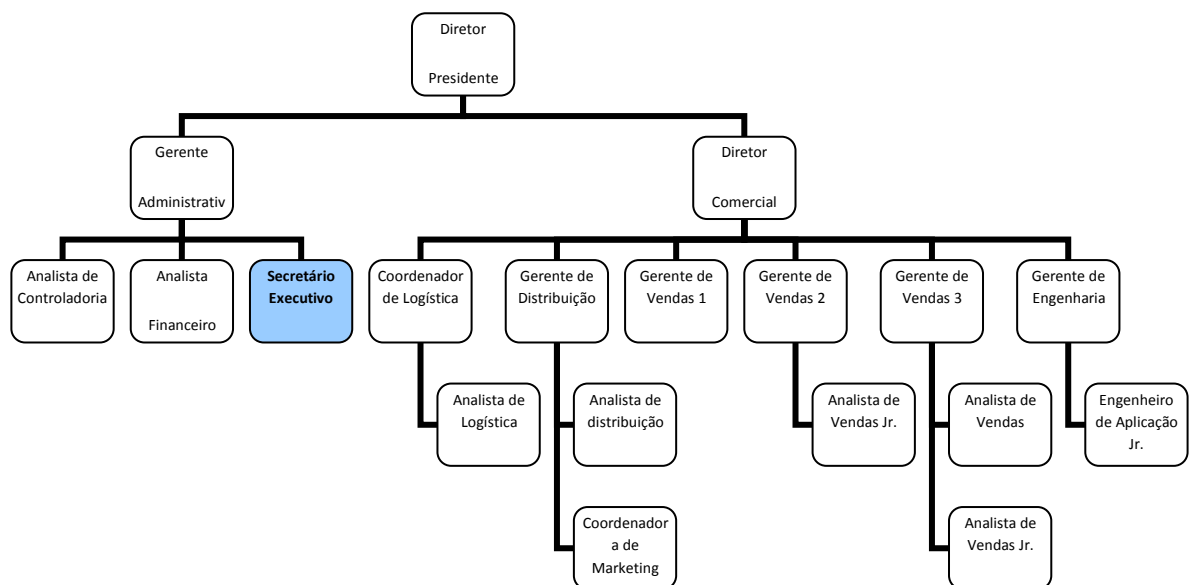 Diretor
Presidente
Gerente
Administrativ
Diretor
Comercial
Analista de
Controladoria
Analista
Financeiro
Secretário
Executivo
Coordenador
de Logística
Gerente de
Distribuição
Gerente de
Vendas 1
Gerente de
Vendas 2
Gerente de
Vendas 3
Gerente de
Engenharia
Analista de
Logística
Analista de
distribuição
Analista de
Vendas Jr.
Analista de
Vendas
Engenheiro
de Aplicação
Jr.
Coordenador
a de
Marketing
Analista de
Vendas Jr.